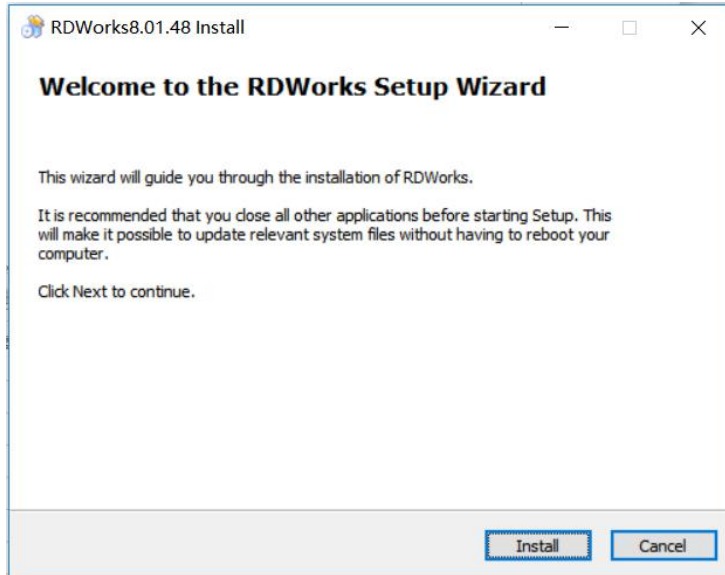 RDWorks8.01.48 Install
Welcome to the RDWorks Setup Wizard
This wizard will guide you through the installation of RDWorks.
It is recommended that you close all other applications before starting Setup. This
will make it possible to update relevant system files without having to reboot your
computer.
Click Next to continue.
Install
Cancel